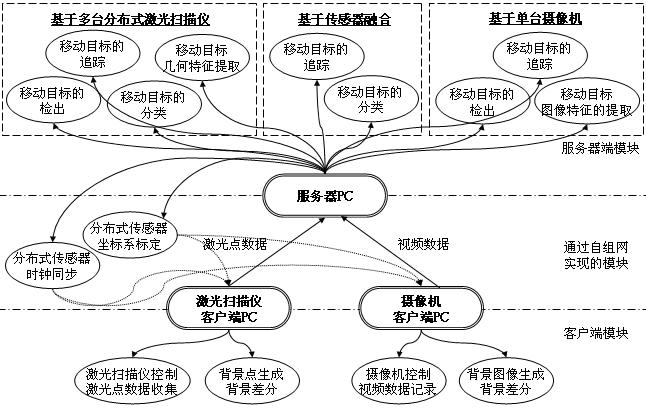 基于多台分布式激光扫描仪
基于传感器融合
基于单台摄像机
移动目标的
追踪
移动目标
几何特征提取
移动目标的
检出
移动目标的
分类
移动目标的
追踪
移动目标的
分类
移动目标的
追踪
移动目标的
检出
移动目标
图像特征的提取
服务器端模块
服务器PC
分布式传感器
坐标系标定
分布式传感器
时钟同步
激光点数据
视频数据
通过自组网
实现的模块
激光扫描仪
客户端PC
摄像机
客户端PC
客户端模块
激光扫描仪控制
激光点数据收集
背景点生成
背景差分
摄像机控制
视频数据记录
背景图像生成
背景差分